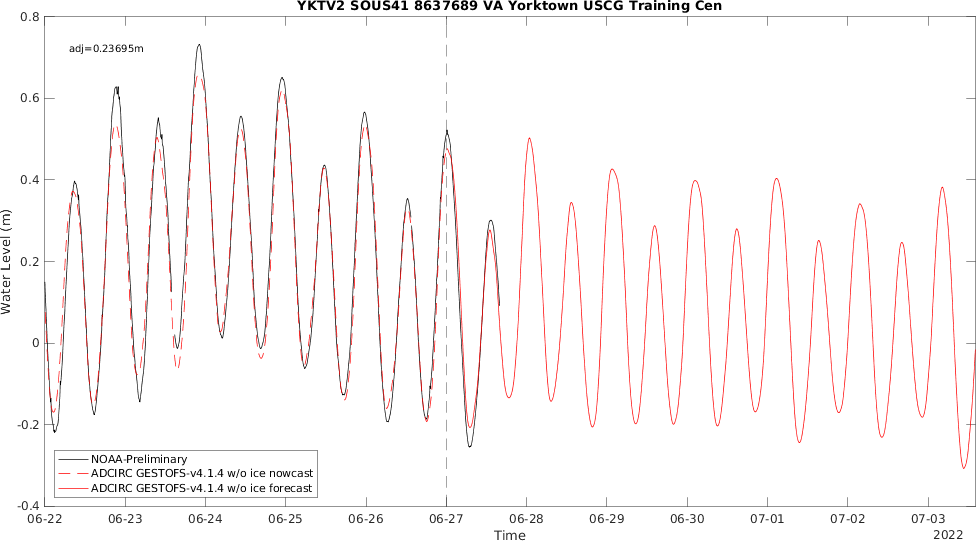 YKTV2 SOUS41 8637689 VA Yorktown USCG Training Cen
adj=0.23695m
Water Level (m)
0.8
0.6
0.4
0.2
0
-0.2
-0.4
NOAA-Preliminary
ADCIRC GESTOFS-v4.1.4 w/o ice nowcast
ADCIRC GESTOFS-v4.1.4 w/o ice forecast
06-22 06-23 06-24 06-25 06-26 06-27 06-28 06-29 06-30 07-01 07-02 07-03
Time
2022